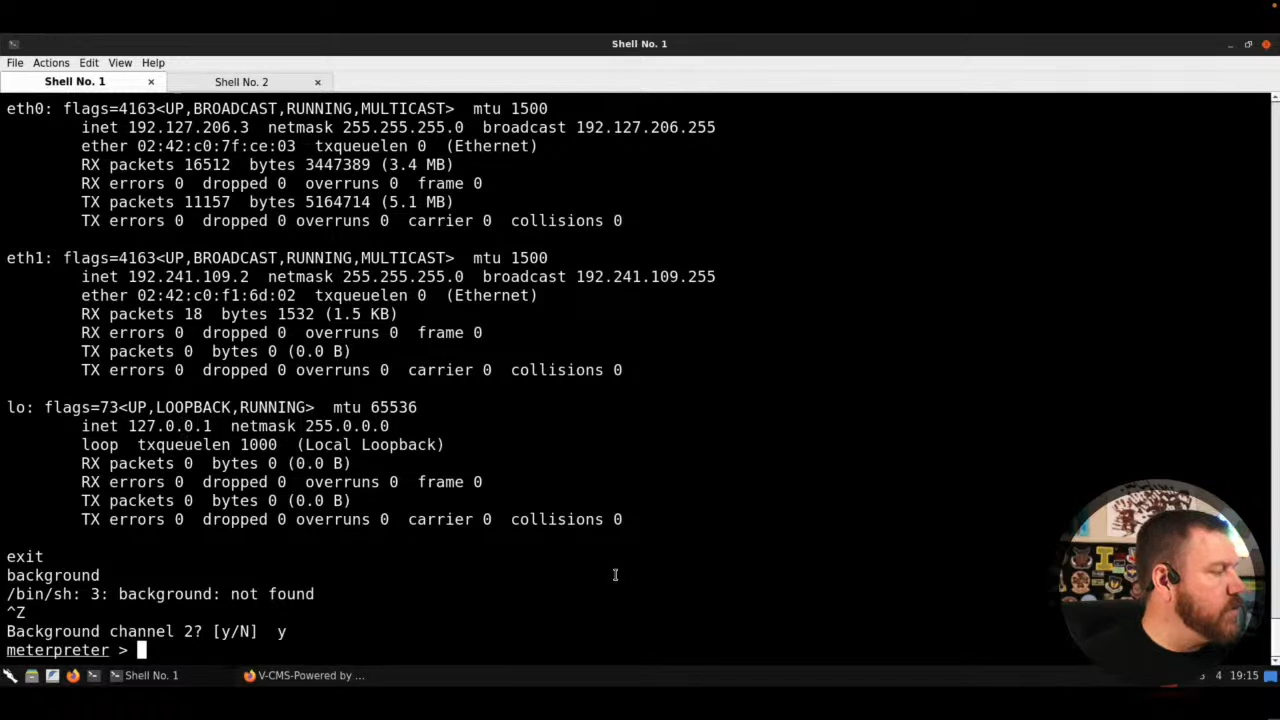 Shell No. 1
File Actions Edit View Help
Shell No. 1 × Shell No. 2 ×
eth0: flags=4163<UP,BROADCAST,RUNNING,MULTICAST>  mtu 1500
        inet 192.127.206.3  netmask 255.255.255.0  broadcast 192.127.206.255
        ether 02:42:c0:7f:ce:03  txqueuelen 0  (Ethernet)
        RX packets 16512  bytes 3447389 (3.4 MB)
        RX errors 0  dropped 0  overruns 0  frame 0
        TX packets 11157  bytes 5164714 (5.1 MB)
        TX errors 0  dropped 0 overruns 0  carrier 0  collisions 0
eth1: flags=4163<UP,BROADCAST,RUNNING,MULTICAST>  mtu 1500
        inet 192.241.109.2  netmask 255.255.255.0  broadcast 192.241.109.255
        ether 02:42:c0:f1:6d:02  txqueuelen 0  (Ethernet)
        RX packets 18  bytes 1532 (1.5 KB)
        RX errors 0  dropped 0  overruns 0  frame 0
        TX packets 0  bytes 0 (0.0 B)
        TX errors 0  dropped 0 overruns 0  carrier 0  collisions 0
lo: flags=73<UP,LOOPBACK,RUNNING>  mtu 65536
        inet 127.0.0.1  netmask 255.0.0.0
        loop  txqueuelen 1000  (Local Loopback)
        RX packets 0  bytes 0 (0.0 B)
        RX errors 0  dropped 0  overruns 0  frame 0
        TX packets 0  bytes 0 (0.0 B)
        TX errors 0  dropped 0 overruns 0  carrier 0  collisions 0
exit
background
/bin/sh: 3: background: not found
^Z
Background channel 2? [y/N]  y
meterpreter >
Shell No. 1 V-CMS-Powered by ... 4 19:15